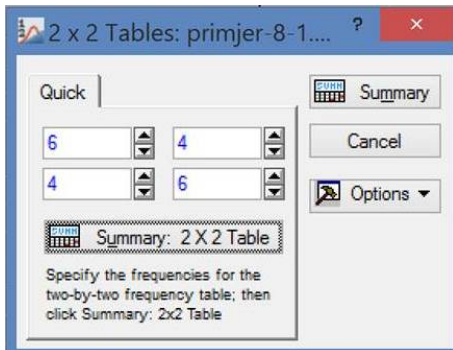 2 x 2 Tables: primjer-8-1.... ? ×
Quick
Summary
6 4
Cancel
4 6
Options
Summary: 2 X 2 Table
Specify the frequencies for the
two-by-two frequency table; then
click Summary: 2x2 Table